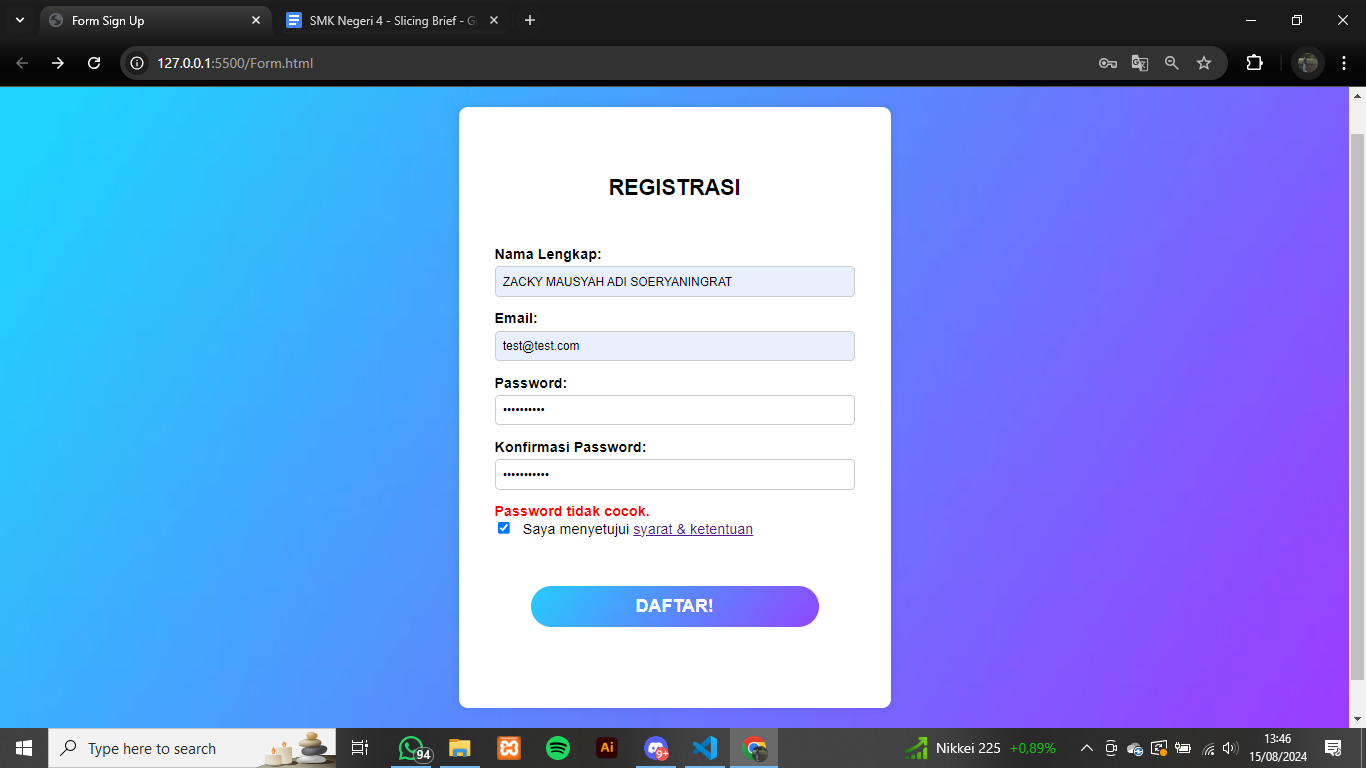 Form Sign Up
SMK Negeri 4 - Slicing Brief - G
127.0.0.1:5500/Form.html
REGISTRASI
Nama Lengkap:
ZACKY MAUSYAH ADI SOERYANINGRAT
Email:
test@test.com
Password:
••••••••••
Konfirmasi Password:
•••••••••••
Password tidak cocok.
Saya menyetujui syarat & ketentuan
DAFTAR!
Type here to search
94
Ai
9+
Nikkei 225 +0,89%
13:46
15/08/2024